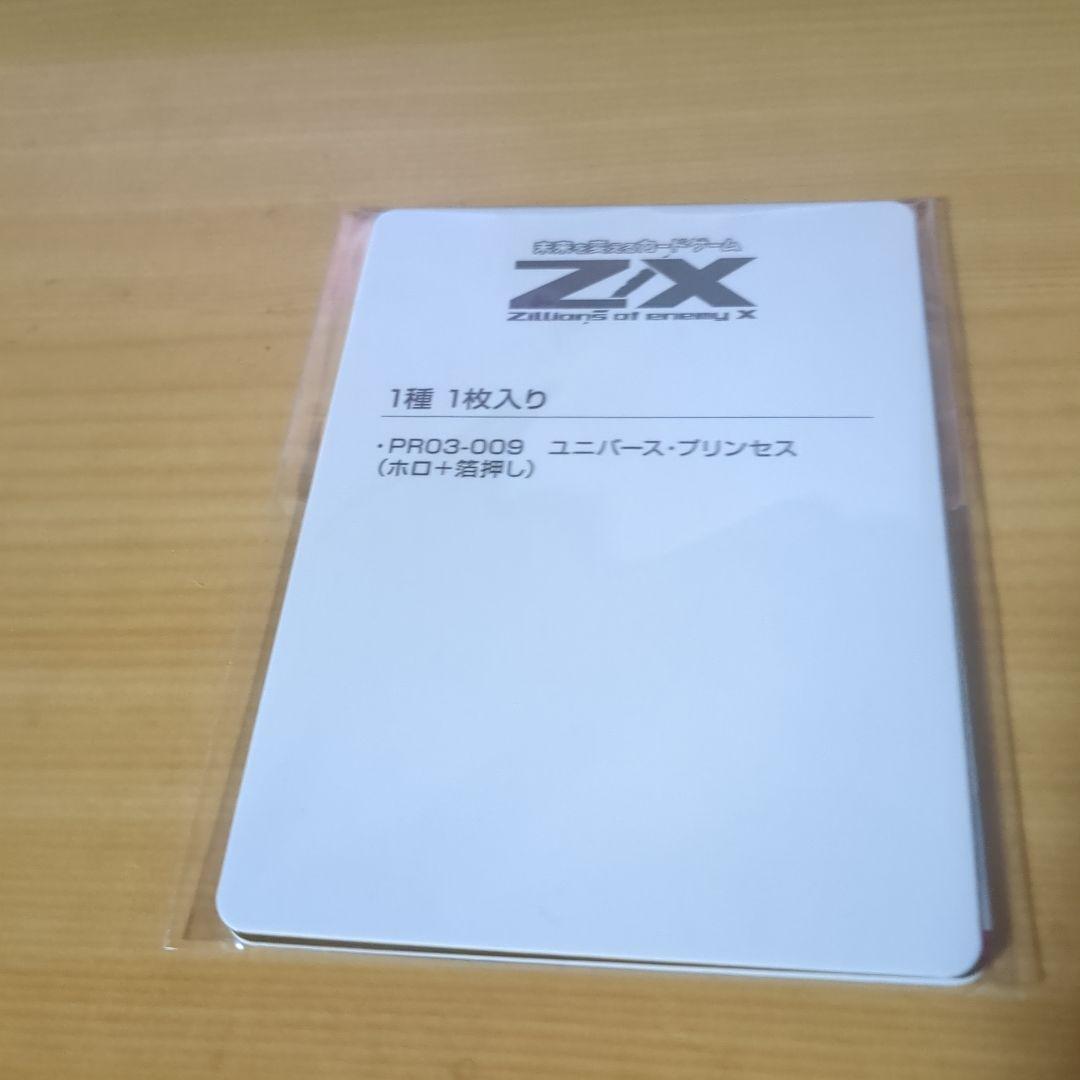 未来を変えるカードゲーム
Z/X
Zillions of enemy X
1種 1枚入り
・PR03-009 ユニバース・プリンセス
(ホロ+箔押し)